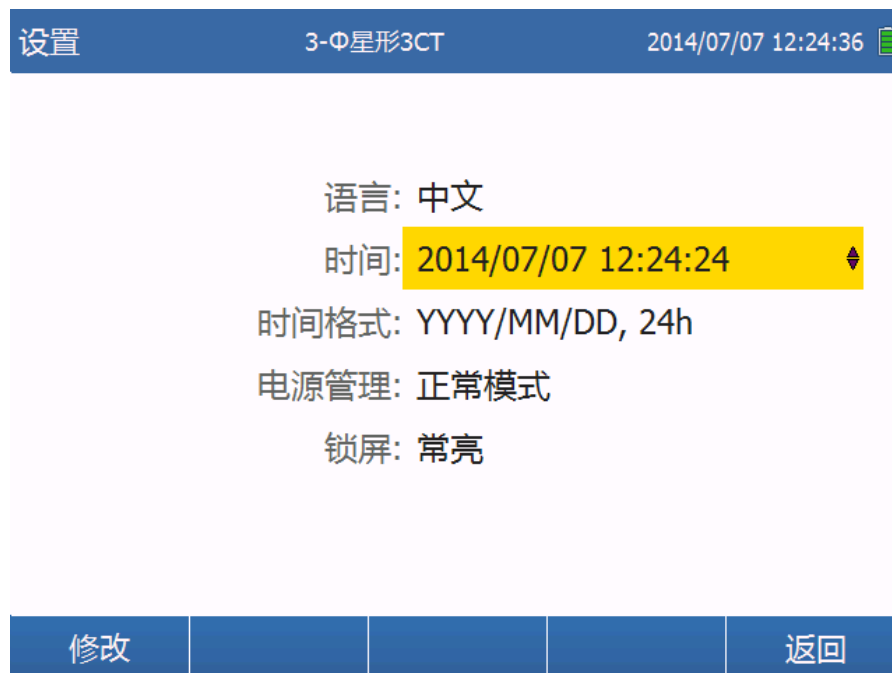 设置 3-Φ星形3CT 2014/07/07 12:24:36
语言: 中文
时间: 2014/07/07 12:24:24
时间格式: YYYY/MM/DD, 24h
电源管理: 正常模式
锁屏: 常亮
修改 返回